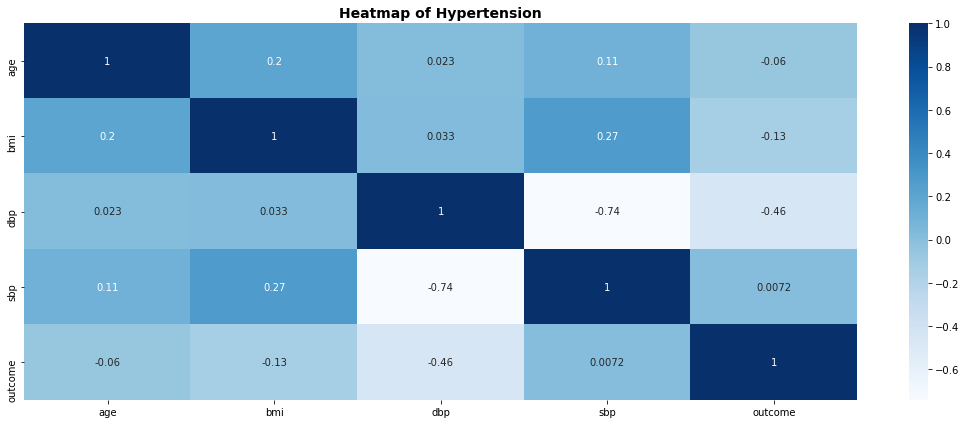 Heatmap of Hypertension
age 1 0.2 0.023 0.11 -0.06
bmi 0.2 1 0.033 0.27 -0.13
dbp 0.023 0.033 1 -0.74 -0.46
sbp 0.11 0.27 -0.74 1 0.0072
outcome -0.06 -0.13 -0.46 0.0072 1
age bmi dbp sbp outcome
1.0
0.8
0.6
0.4
0.2
0.0
−0.2
−0.4
−0.6